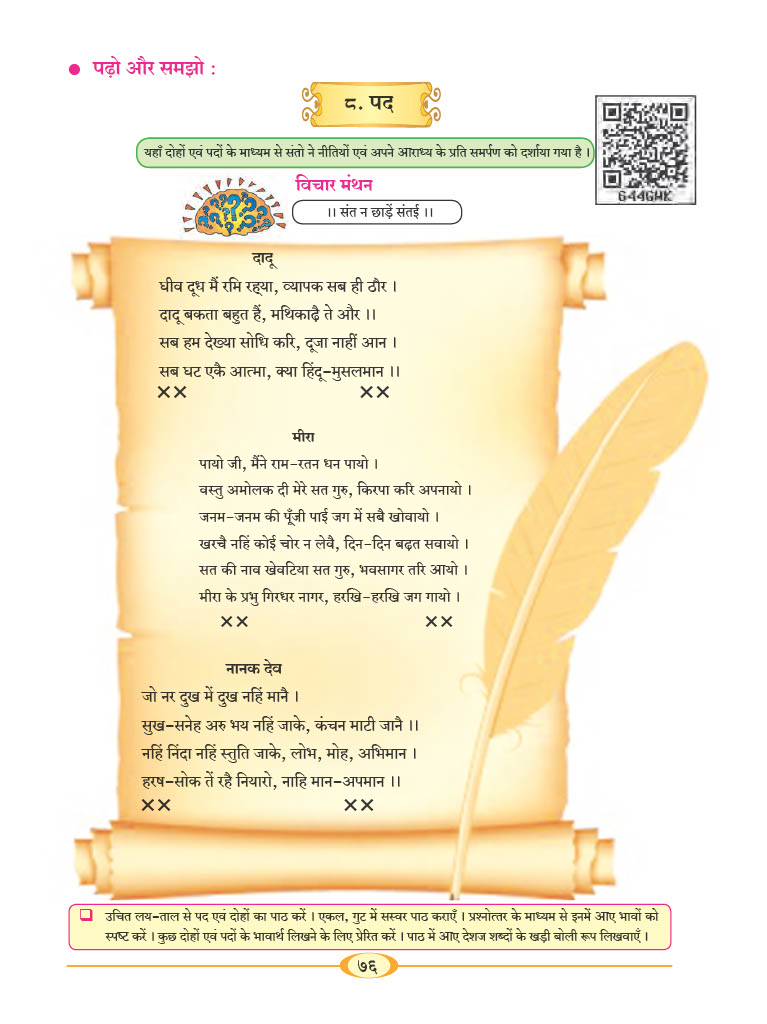 ● पढ़ो और समझो :
८. पद
यहाँ दोहों एवं पदों के माध्यम से संतो ने नीतियों एवं अपने आराध्य के प्रति समर्पण को दर्शाया गया है ।
G44GWK
विचार मंथन
।। संत न छाड़ें संतई ।।
दादू
घीव दूध मैं रमि रह्‌या, व्यापक सब ही ठौर ।
दादू बकता बहुत हैं, मथिकाढ़ै ते और ।।
सब हम देख्या सोधि करि, दूजा नाहीं आन ।
सब घट एकै आत्मा, क्या हिंदू-मुसलमान ।।
×× ××
मीरा
पायो जी, मैंने राम-रतन धन पायो ।
वस्तु अमोलक दी मेरे सत गुरु, किरपा करि अपनायो ।
जनम-जनम की पूँजी पाई जग में सबै खोवायो ।
खरचै नहिं कोई चोर न लेवै, दिन-दिन बढ़त सवायो ।
सत की नाव खेवटिया सत गुरु, भवसागर तरि आयो ।
मीरा के प्रभु गिरधर नागर, हरखि-हरखि जग गायो ।
×× ××
नानक देव
जो नर दुख में दुख नहिं मानै ।
सुख-सनेह अरु भय नहिं जाके, कंचन माटी जानै ।।
नहिं निंदा नहिं स्तुति जाके, लोभ, मोह, अभिमान ।
हरष-सोक तें रहै नियारो, नाहि मान-अपमान ।।
×× ××
उचित लय-ताल से पद एवं दोहों का पाठ करें । एकल, गुट में सस्वर पाठ कराएँ । प्रश्नोत्तर के माध्यम से इनमें आए भावों को
स्पष्ट करें । कुछ दोहों एवं पदों के भावार्थ लिखने के लिए प्रेरित करें । पाठ में आए देशज शब्दों के खड़ी बोली रूप लिखवाएँ ।
७६